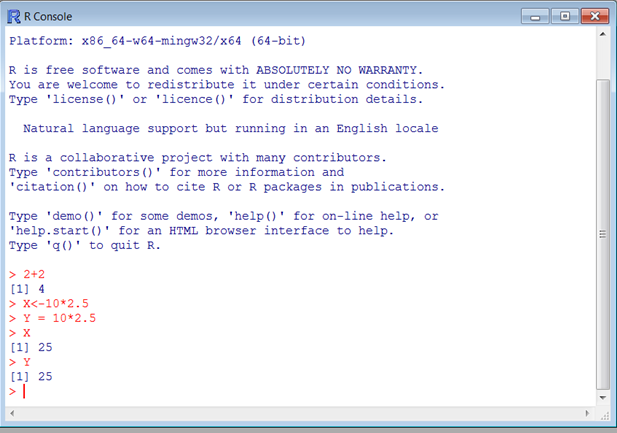 R Console
Platform: x86_64-w64-mingw32/x64 (64-bit)
R is free software and comes with ABSOLUTELY NO WARRANTY.
You are welcome to redistribute it under certain conditions.
Type 'license()' or 'licence()' for distribution details.
Natural language support but running in an English locale
R is a collaborative project with many contributors.
Type 'contributors()' for more information and
'citation()' on how to cite R or R packages in publications.
Type 'demo()' for some demos, 'help()' for on-line help, or
'help.start()' for an HTML browser interface to help.
Type 'q()' to quit R.
> 2+2
[1] 4
> X<-10*2.5
> Y = 10*2.5
> X
[1] 25
> Y
[1] 25
>